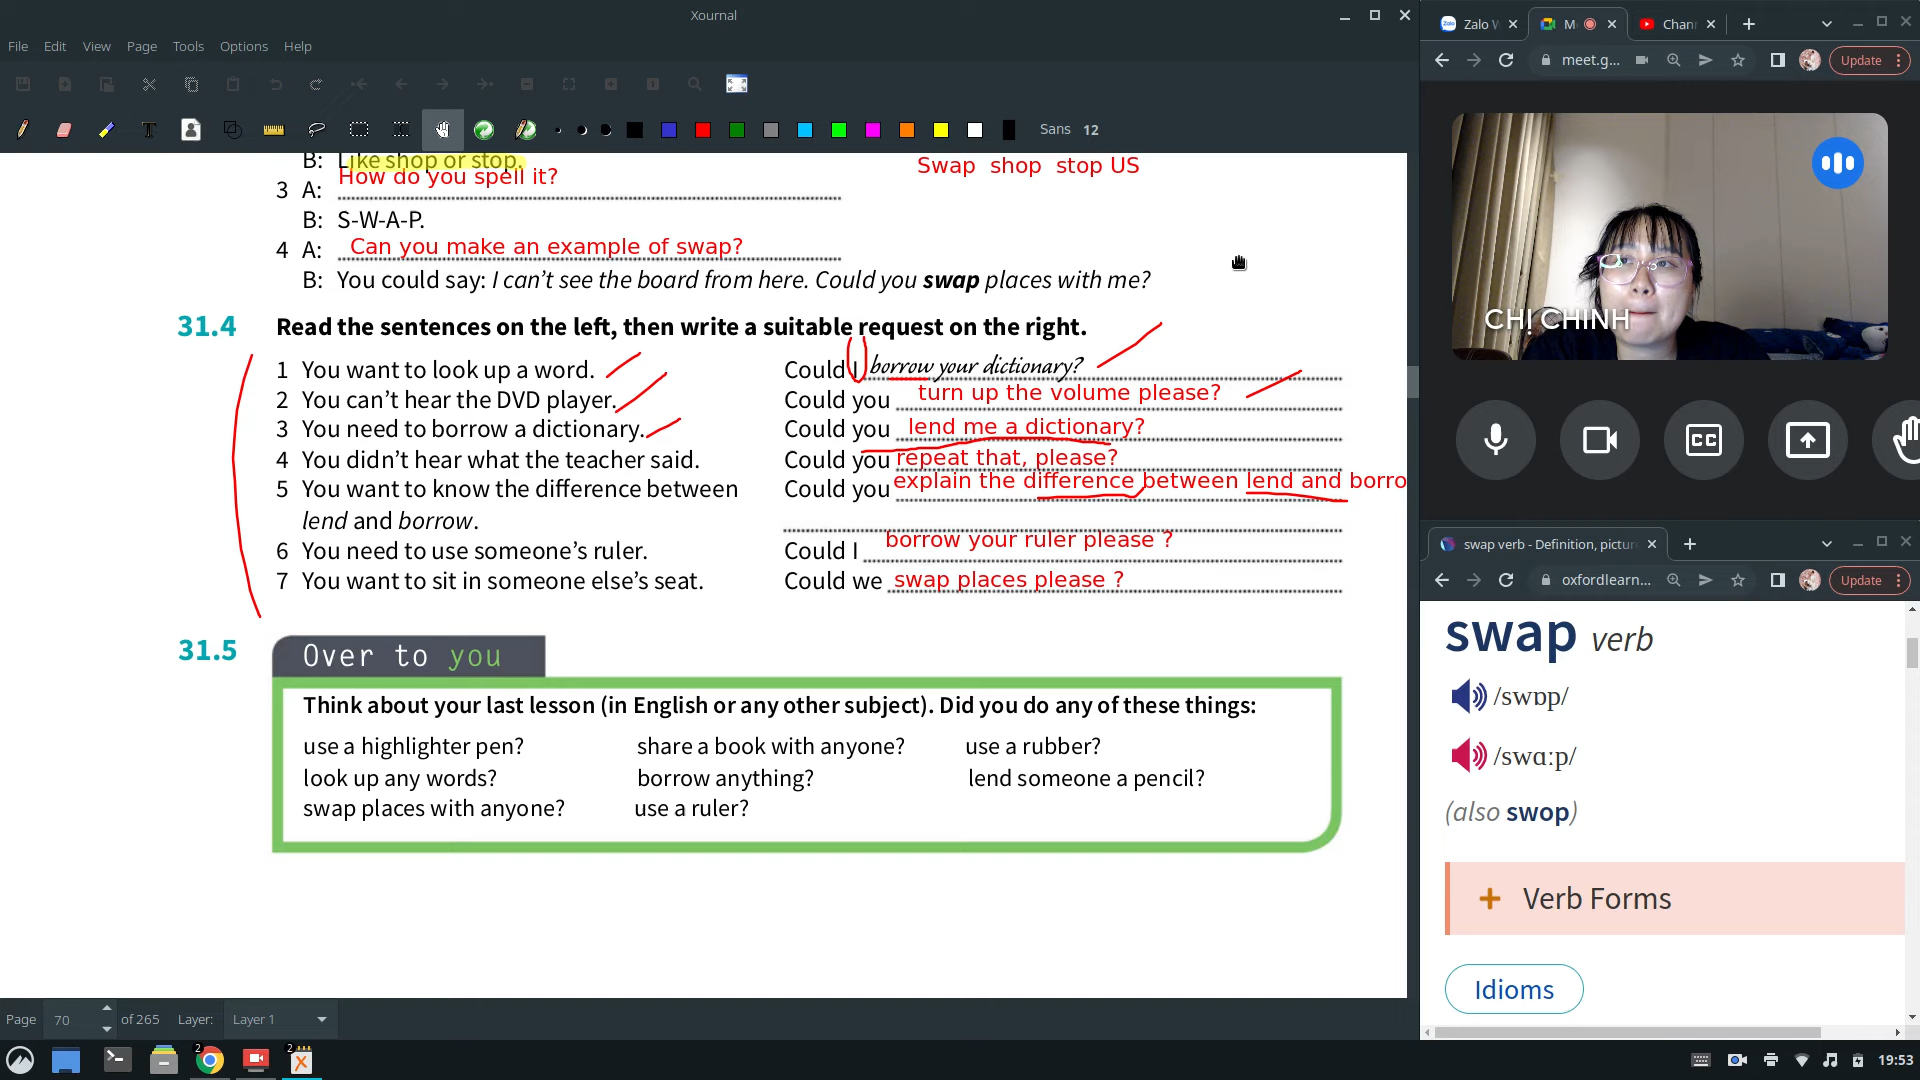 Xournal
File Edit View Page Tools Options Help
Sans 12
B: Like shop or stop.
Swap shop stop US
3 A: How do you spell it?
B: S-W-A-P.
4 A: Can you make an example of swap?
B: You could say: I can't see the board from here. Could you swap places with me?
31.4 Read the sentences on the left, then write a suitable request on the right.
1 You want to look up a word. Could I borrow your dictionary?
2 You can't hear the DVD player. Could you turn up the volume please?
3 You need to borrow a dictionary. Could you lend me a dictionary?
4 You didn't hear what the teacher said. Could you repeat that, please?
5 You want to know the difference between Could you explain the difference between lend and borro
lend and borrow.
6 You need to use someone's ruler. Could I borrow your ruler please ?
7 You want to sit in someone else's seat. Could we swap places please ?
31.5 Over to you
Think about your last lesson (in English or any other subject). Did you do any of these things:
use a highlighter pen? share a book with anyone? use a rubber?
look up any words? borrow anything? lend someone a pencil?
swap places with anyone? use a ruler?
Page 70 of 265 Layer: Layer 1
Zalo W M Chan
meet.g... Update
CHỊ CHINH
CC
swap verb - Definition, pictur
oxfordlearn... Update
swap verb
/swɒp/
/swɑːp/
(also swop)
+ Verb Forms
Idioms
2 2 19:53